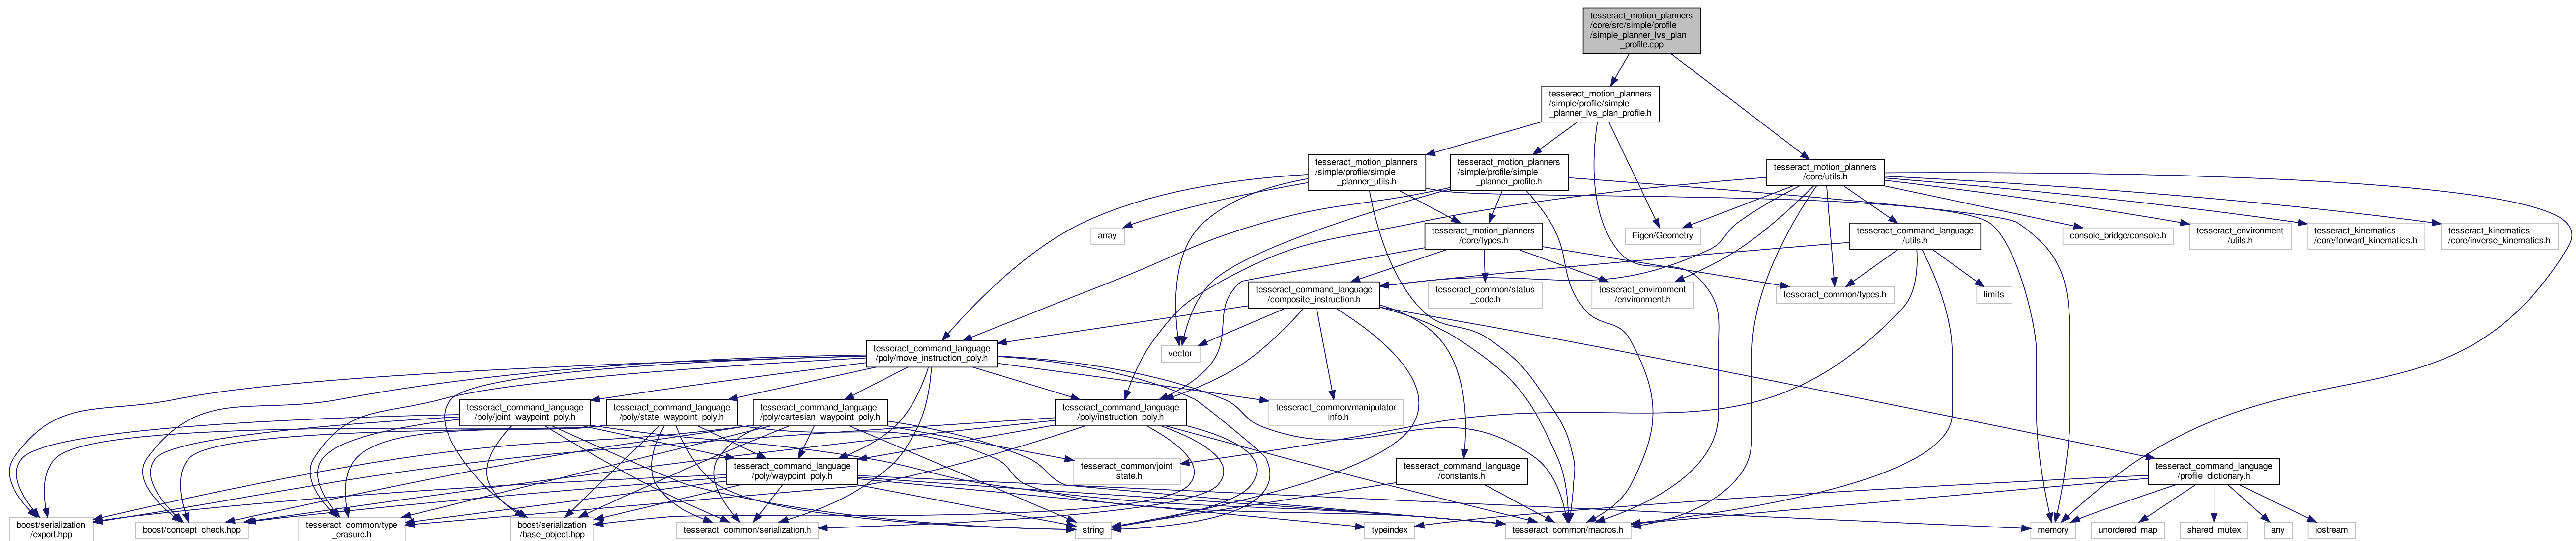 tesseract_motion_planners
/core/src/simple/profile
/simple_planner_lvs_plan
_profile.cpp
tesseract_motion_planners
/simple/profile/simple
_planner_lvs_plan_profile.h
tesseract_motion_planners
/simple/profile/simple
_planner_utils.h
tesseract_motion_planners
/simple/profile/simple
_planner_profile.h
tesseract_motion_planners
/core/utils.h
array
tesseract_motion_planners
/core/types.h
Eigen/Geometry
tesseract_command_language
/utils.h
console_bridge/console.h
tesseract_environment
/utils.h
tesseract_kinematics
/core/forward_kinematics.h
tesseract_kinematics
/core/inverse_kinematics.h
tesseract_command_language
/composite_instruction.h
tesseract_common/status
_code.h
tesseract_environment
/environment.h
tesseract_common/types.h
limits
tesseract_command_language
/poly/move_instruction_poly.h
vector
tesseract_command_language
/poly/joint_waypoint_poly.h
tesseract_command_language
/poly/state_waypoint_poly.h
tesseract_command_language
/poly/cartesian_waypoint_poly.h
tesseract_command_language
/poly/instruction_poly.h
tesseract_common/manipulator
_info.h
tesseract_command_language
/poly/waypoint_poly.h
tesseract_common/joint
_state.h
tesseract_command_language
/constants.h
tesseract_command_language
/profile_dictionary.h
boost/serialization
/export.hpp
boost/concept_check.hpp
tesseract_common/type
_erasure.h
boost/serialization
/base_object.hpp
tesseract_common/serialization.h
string
typeindex
tesseract_common/macros.h
memory
unordered_map
shared_mutex
any
iostream